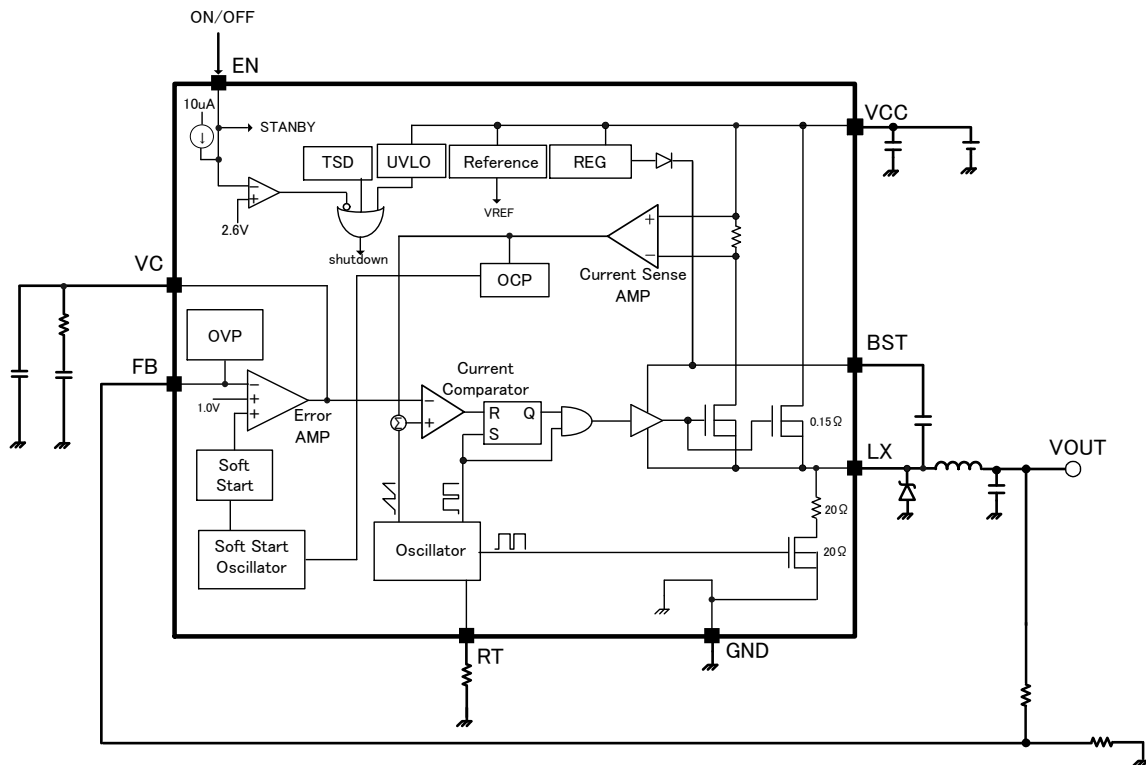 ON/OFF
EN
10uA
STANBY
VCC
TSD
UVLO
Reference
REG
2.6V
VREF
shutdown
VC
OCP
Current Sense
AMP
OVP
FB
BST
Current
Comparator
1.0V
Error
AMP
R
Q
S
Σ
0.15Ω
LX
VOUT
Soft
Start
20Ω
Soft Start
Oscillator
Oscillator
20Ω
RT
GND